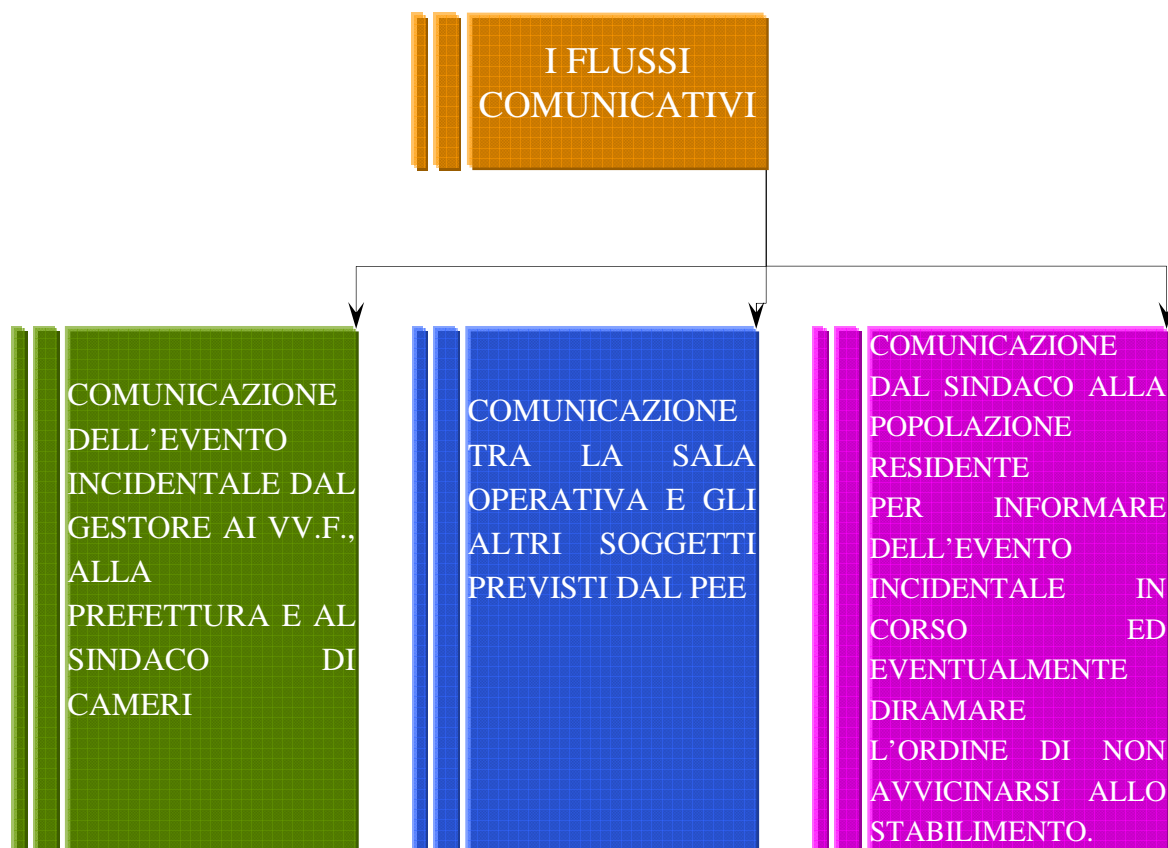 I FLUSSI
COMUNICATIVI
COMUNICAZIONE
DELL’EVENTO
INCIDENTALE DAL
GESTORE AI VV.F.,
ALLA
PREFETTURA E AL
SINDACO DI
CAMERI
COMUNICAZIONE
TRA LA SALA
OPERATIVA E GLI
ALTRI SOGGETTI
PREVISTI DAL PEE
COMUNICAZIONE
DAL SINDACO ALLA
POPOLAZIONE
RESIDENTE
PER INFORMARE
DELL’EVENTO
INCIDENTALE IN
CORSO ED
EVENTUALMENTE
DIRAMARE
L’ORDINE DI NON
AVVICINARSI ALLO
STABILIMENTO.